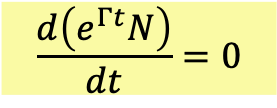 d(e^{Γt}N)/dt = 0